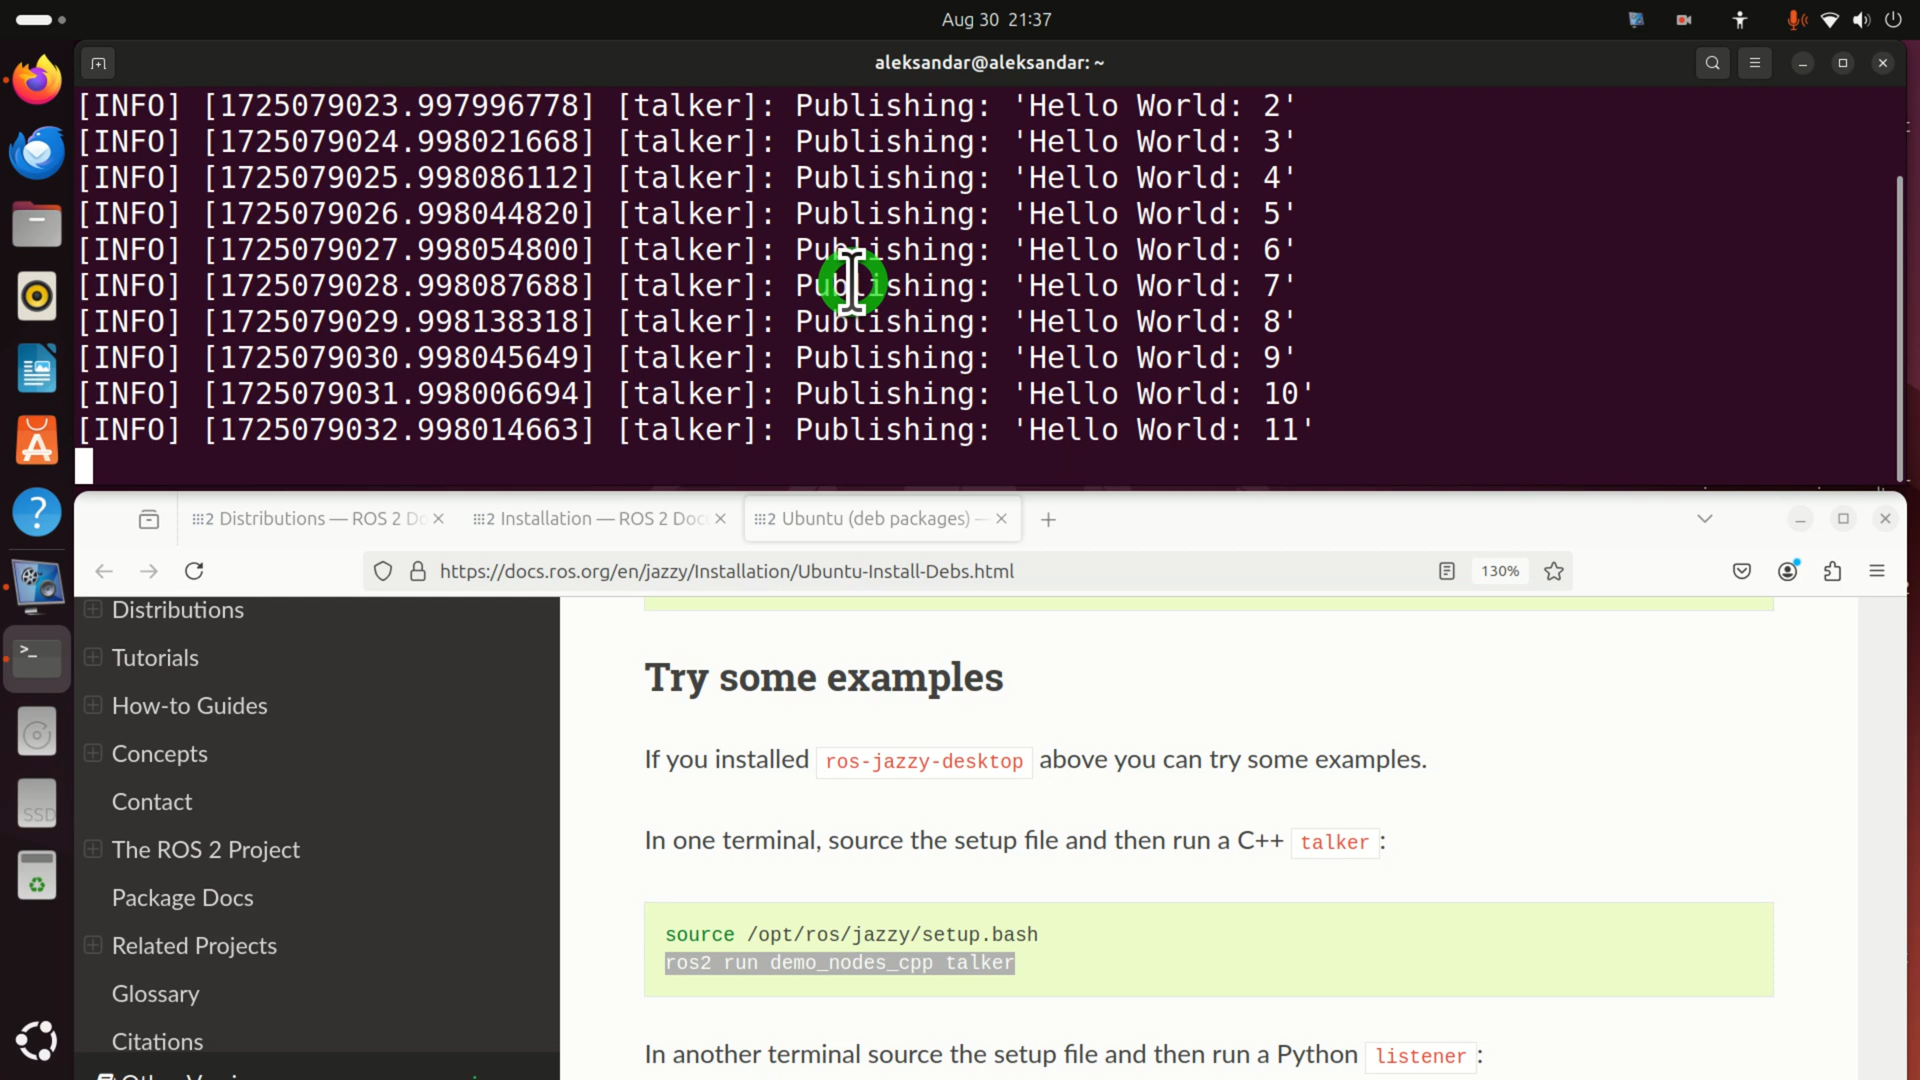 Aug 30 21:37
aleksandar@aleksandar: ~
[INFO] [1725079023.997996778] [talker]: Publishing: 'Hello World: 2'
[INFO] [1725079024.998021668] [talker]: Publishing: 'Hello World: 3'
[INFO] [1725079025.998086112] [talker]: Publishing: 'Hello World: 4'
[INFO] [1725079026.998044820] [talker]: Publishing: 'Hello World: 5'
[INFO] [1725079027.998054800] [talker]: Publishing: 'Hello World: 6'
[INFO] [1725079028.998087688] [talker]: Publishing: 'Hello World: 7'
[INFO] [1725079029.998138318] [talker]: Publishing: 'Hello World: 8'
[INFO] [1725079030.998045649] [talker]: Publishing: 'Hello World: 9'
[INFO] [1725079031.998006694] [talker]: Publishing: 'Hello World: 10'
[INFO] [1725079032.998014663] [talker]: Publishing: 'Hello World: 11'
2 Distributions — ROS 2 Do 2 Installation — ROS 2 Doc 2 Ubuntu (deb packages) —
https://docs.ros.org/en/jazzy/Installation/Ubuntu-Install-Debs.html 130%
Distributions
Tutorials
How-to Guides
Concepts
Contact
The ROS 2 Project
Package Docs
Related Projects
Glossary
Citations
SSD
Try some examples
If you installed ros-jazzy-desktop above you can try some examples.
In one terminal, source the setup file and then run a C++ talker :
source /opt/ros/jazzy/setup.bash
ros2 run demo_nodes_cpp talker
In another terminal source the setup file and then run a Python listener :